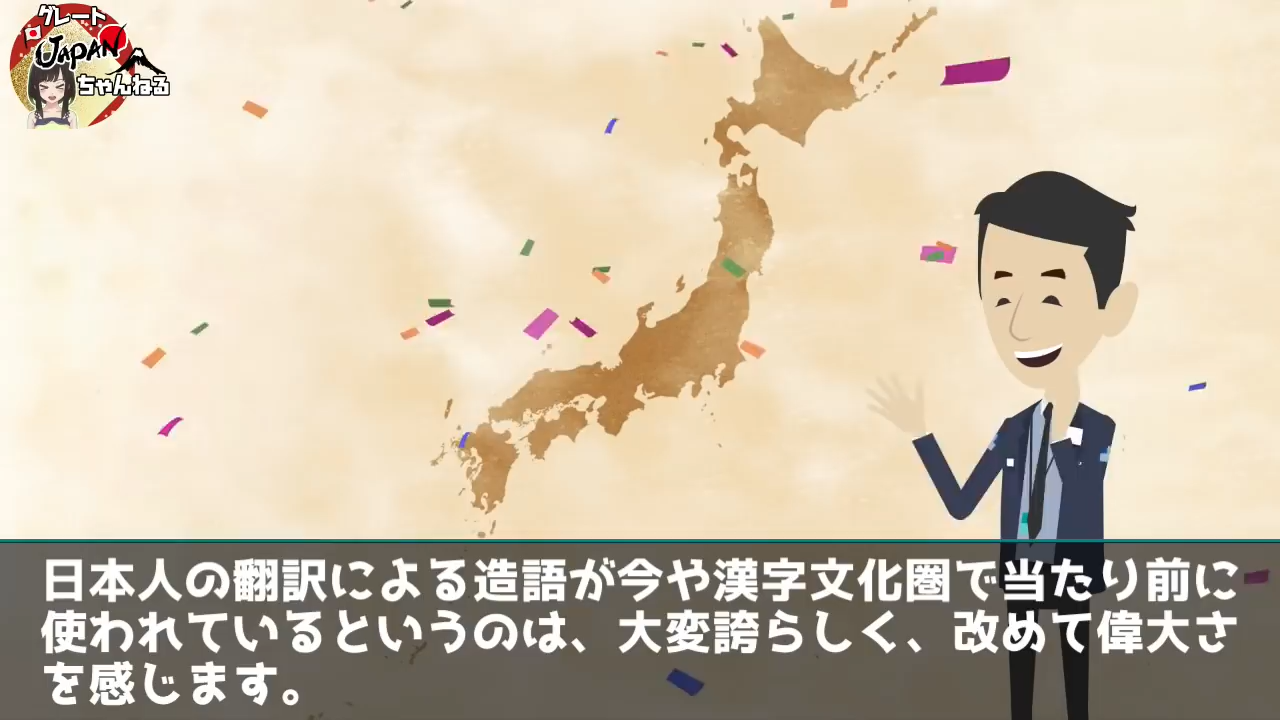 グレート
JAPAN
ちゃんねる
日本人の翻訳による造語が今や漢字文化圏で当たり前に
使われているというのは、大変誇らしく、改めて偉大さ
を感じます。